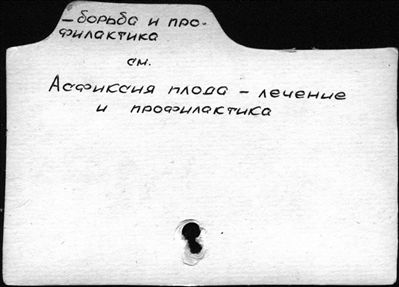 – борьба и про-
филактика
см.
Асфиксия плода – лечение
и профилактика